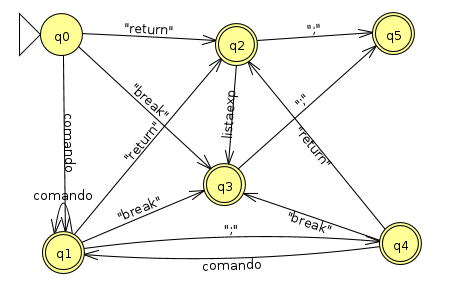 q0
"return"
q2
";"
q5
"break"
comando
"return"
listaexp
";"
"return"
q3
comando
"break"
"break"
q1
";"
q4
comando